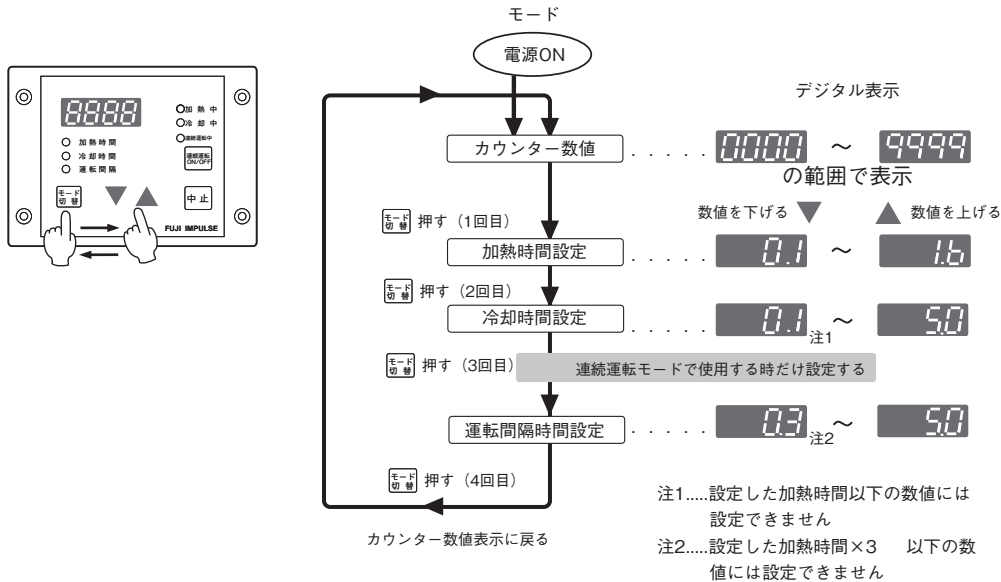 モード
電源ON
デジタル表示
8888
加 熱 中
冷 却 中
連続運転中
加 熱 時 間
冷 却 時 間
運 転 間 隔
連続運転
ON/OFF
モード
切 替
中 止
FUJI IMPULSE
カウンター数値 . . . . . 0000 ～ 9999
の範囲で表示
数値を下げる ▼ ▲ 数値を上げる
モード
切 替 押す（1回目）
加熱時間設定 . . . . . 0.1 ～ 1.6
モード
切 替 押す（2回目）
冷却時間設定 . . . . . 0.1 注1 ～ 5.0
モード
切 替 押す（3回目） 連続運転モードで使用する時だけ設定する
運転間隔時間設定 . . . . . 0.3 注2 ～ 5.0
モード
切 替 押す（4回目）
カウンター数値表示に戻る
注1.....設定した加熱時間以下の数値には
設定できません
注2.....設定した加熱時間×3　以下の数
値には設定できません